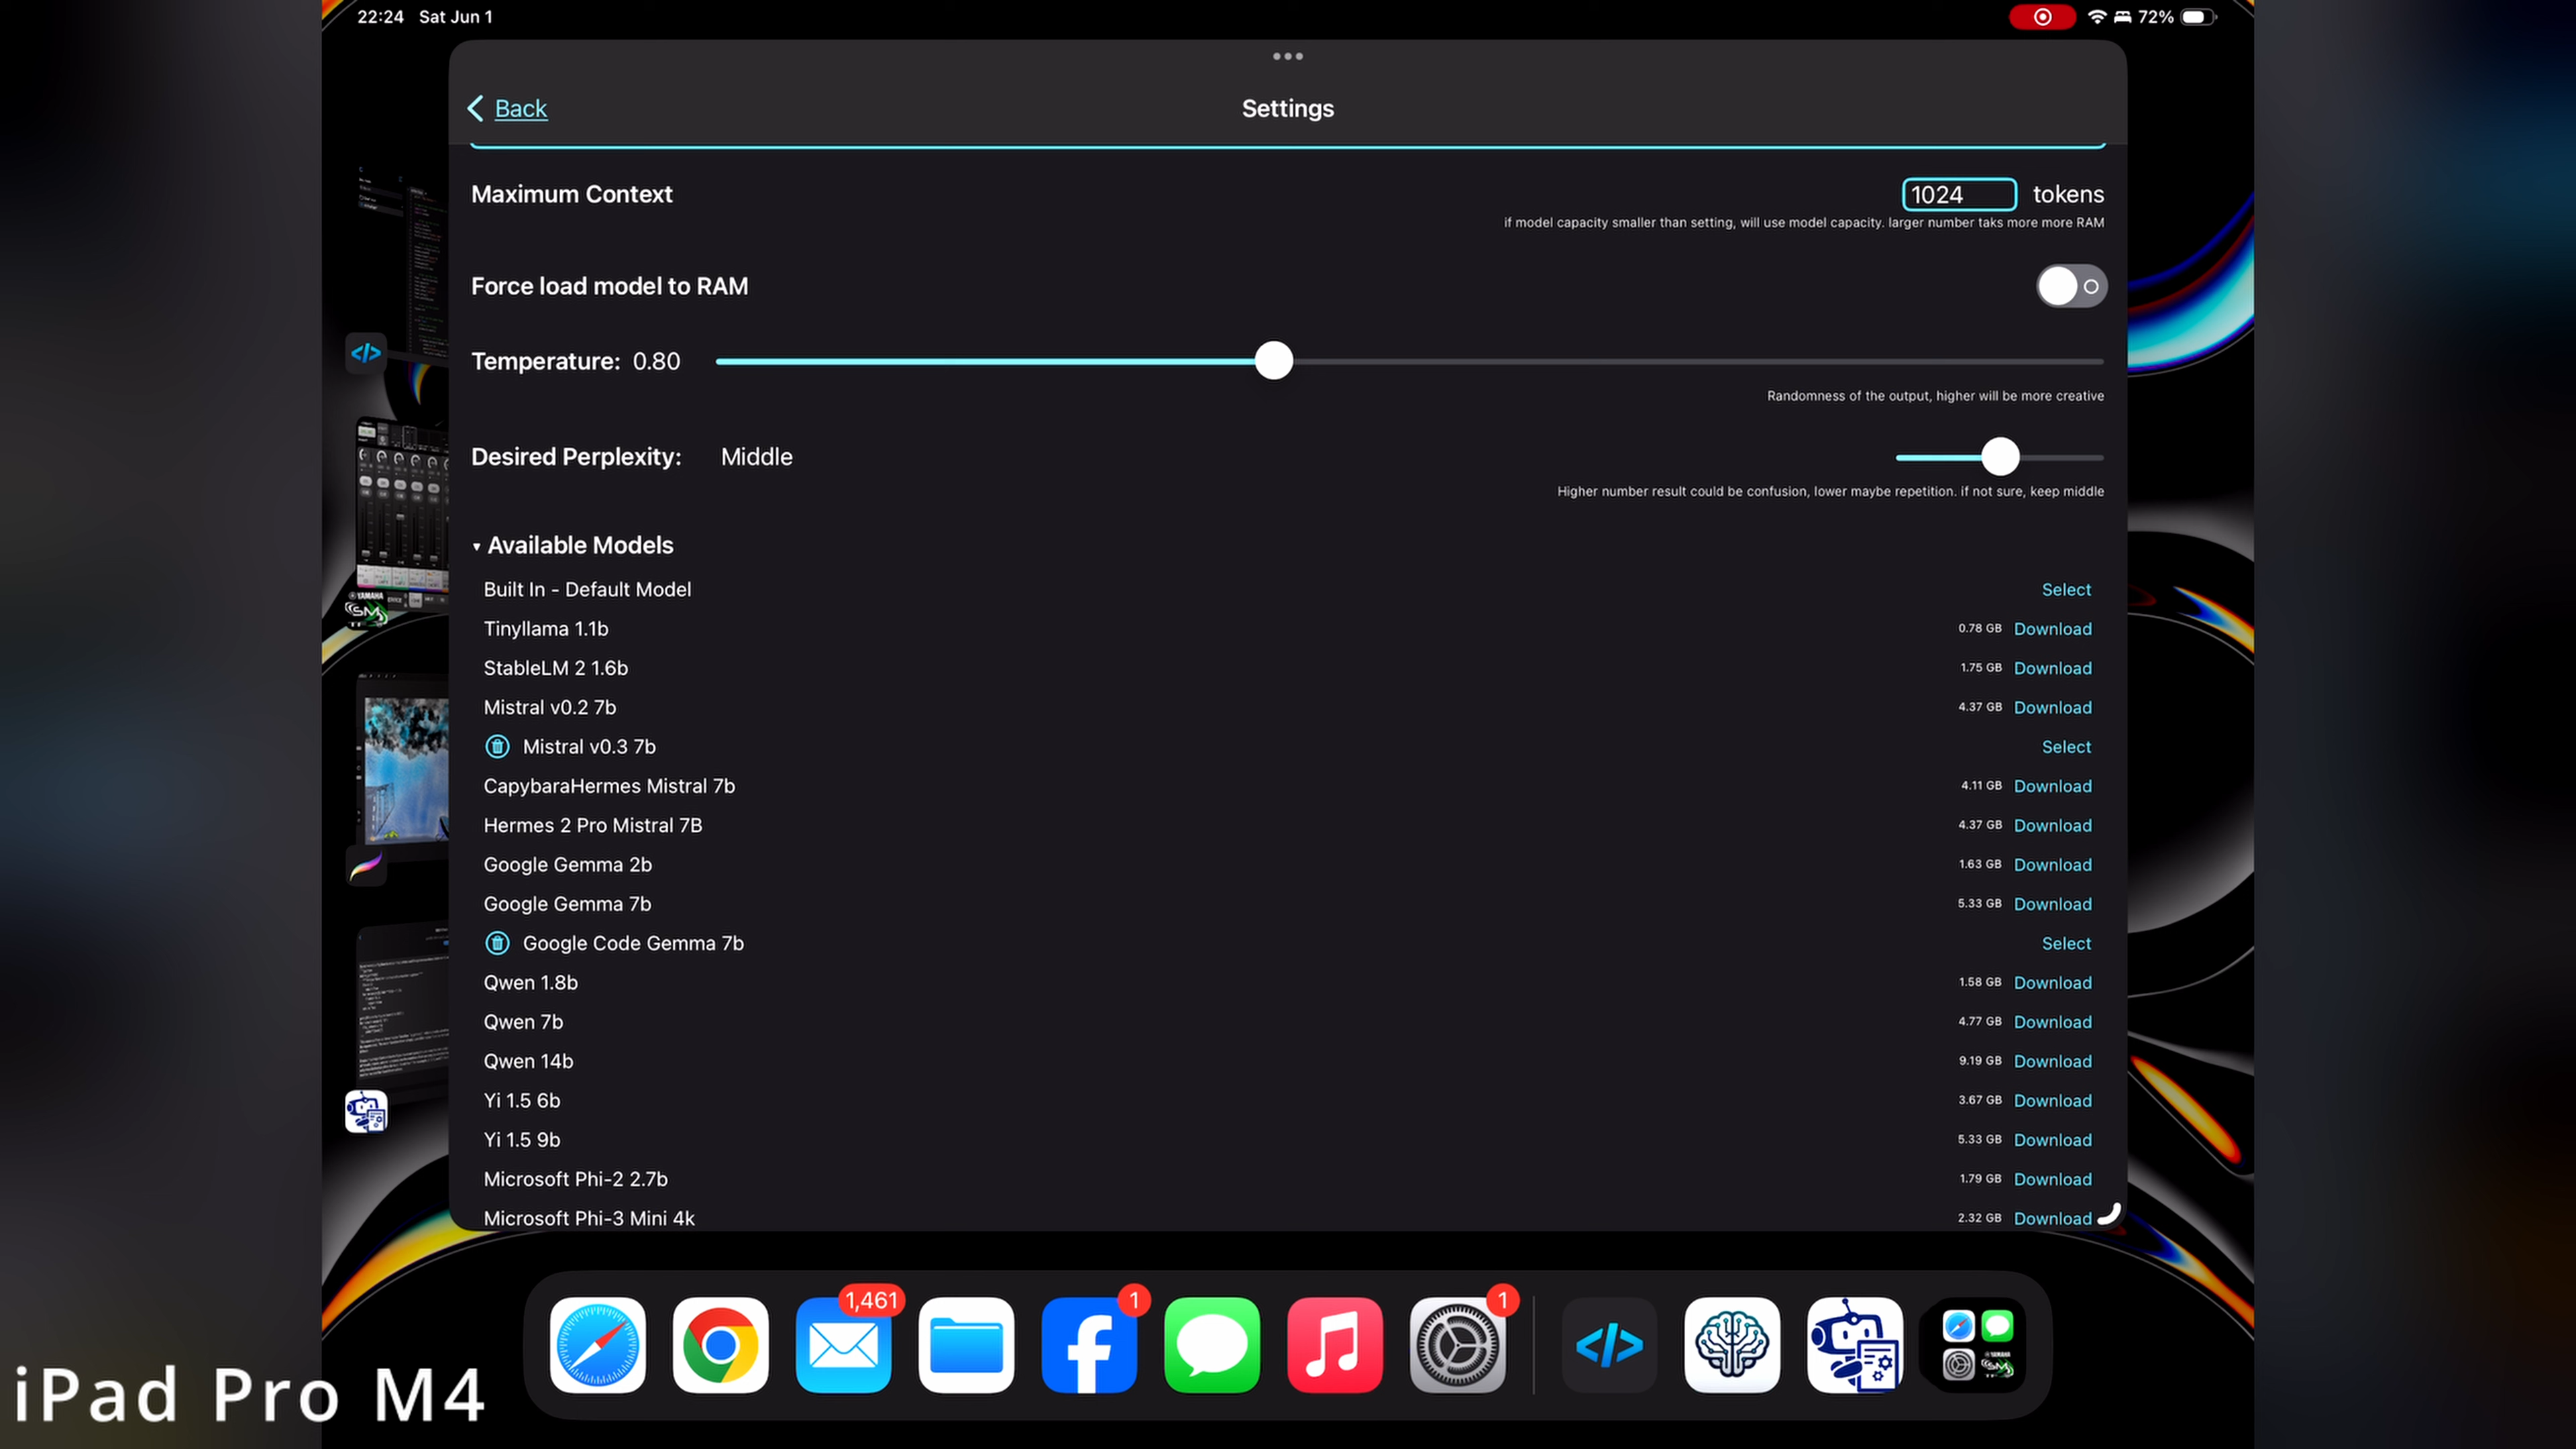 22:24 Sat Jun 1
72%
Back
Settings
Maximum Context
1024 tokens
if model capacity smaller than setting, will use model capacity. larger number taks more more RAM
Force load model to RAM
Temperature: 0.80
Randomness of the output, higher will be more creative
Desired Perplexity: Middle
Higher number result could be confusion, lower maybe repetition. if not sure, keep middle
Available Models
Built In - Default Model Select
Tinyllama 1.1b 0.78 GB Download
StableLM 2 1.6b 1.75 GB Download
Mistral v0.2 7b 4.37 GB Download
Mistral v0.3 7b Select
CapybaraHermes Mistral 7b 4.11 GB Download
Hermes 2 Pro Mistral 7B 4.37 GB Download
Google Gemma 2b 1.63 GB Download
Google Gemma 7b 5.33 GB Download
Google Code Gemma 7b Select
Qwen 1.8b 1.58 GB Download
Qwen 7b 4.77 GB Download
Qwen 14b 9.19 GB Download
Yi 1.5 6b 3.67 GB Download
Yi 1.5 9b 5.33 GB Download
Microsoft Phi-2 2.7b 1.79 GB Download
Microsoft Phi-3 Mini 4k 2.32 GB Download
YAMAHA
SM
1,461
1
1
iPad Pro M4